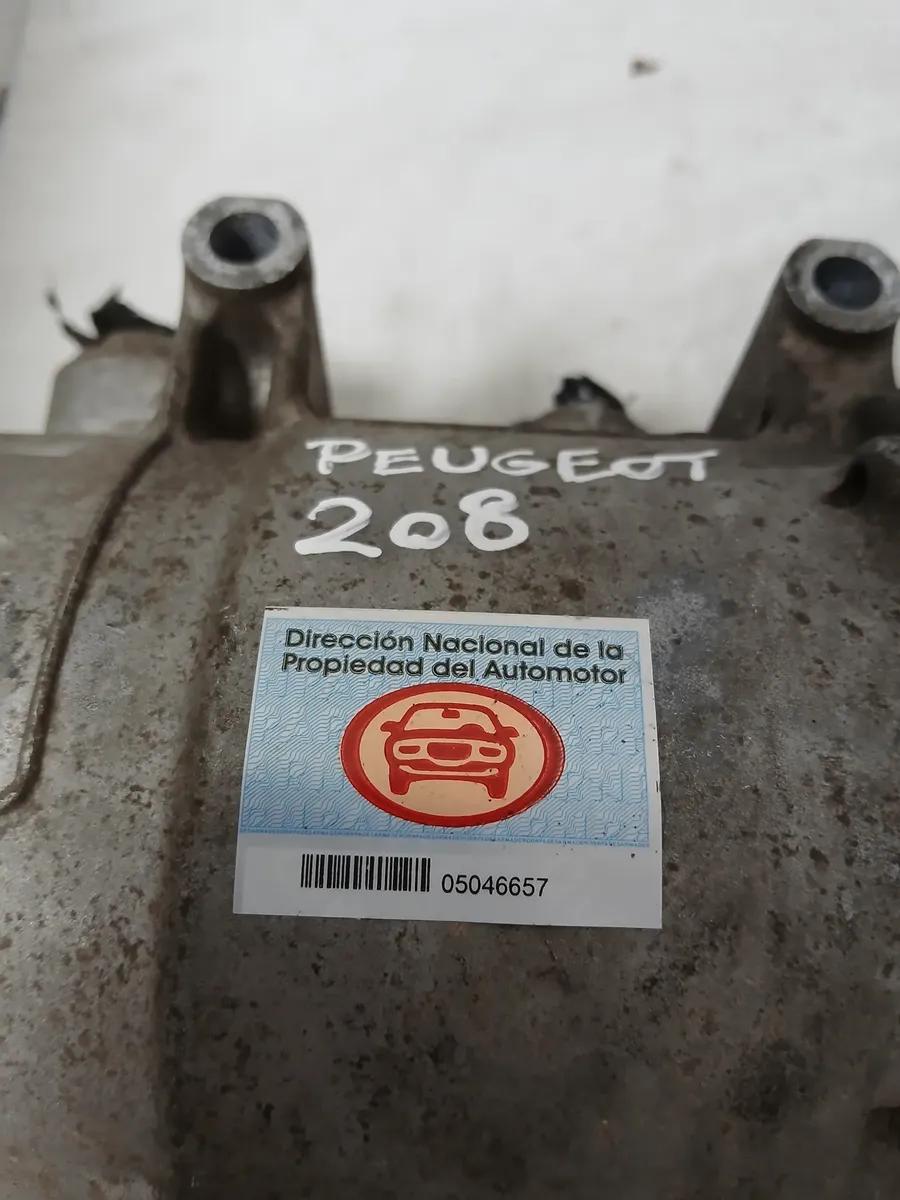 PEUGEOT
208
Dirección Nacional de la
Propiedad del Automotor
05046657